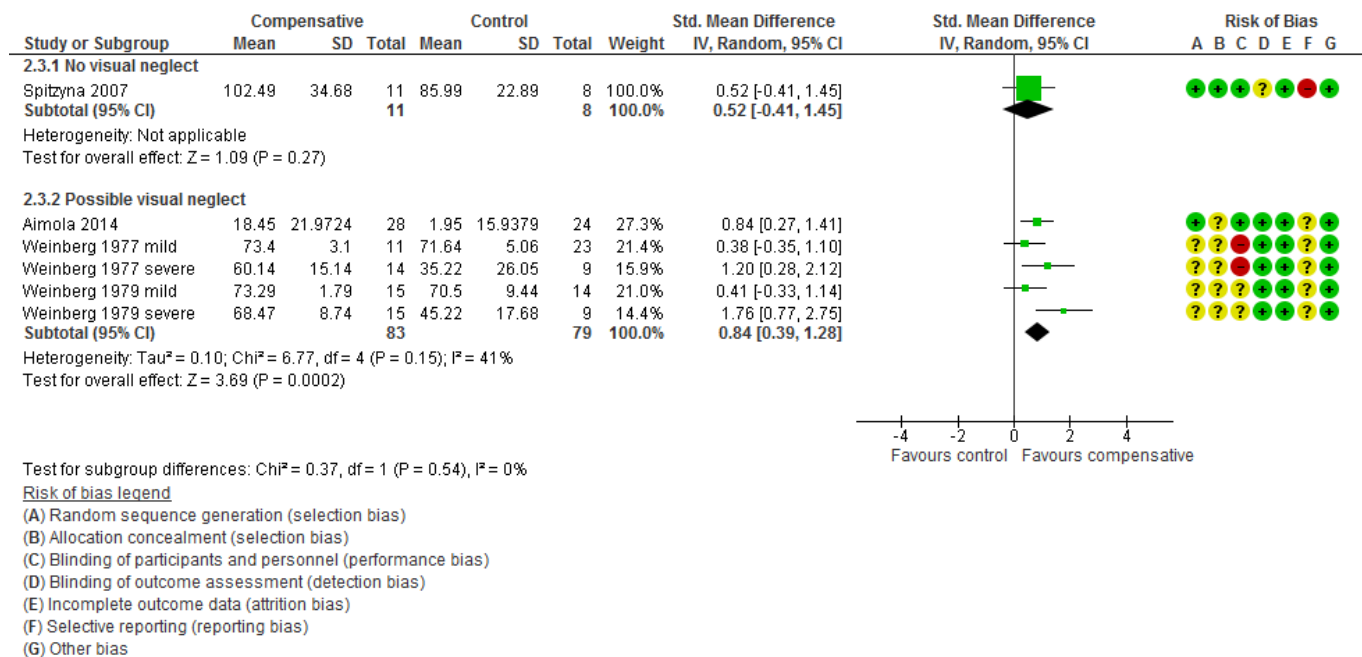 Compensative Control Std. Mean Difference Std. Mean Difference Risk of Bias
Study or Subgroup Mean SD Total Mean SD Total Weight IV, Random, 95% CI IV, Random, 95% CI A B C D E F G
2.3.1 No visual neglect
Spitzyna 2007 102.49 34.68 11 85.99 22.89 8 100.0% 0.52 [-0.41, 1.45] + + + ? + − +
Subtotal (95% CI) 11 8 100.0% 0.52 [-0.41, 1.45]
Heterogeneity: Not applicable
Test for overall effect: Z = 1.09 (P = 0.27)
2.3.2 Possible visual neglect
Aimola 2014 18.45 21.9724 28 1.95 15.9379 24 27.3% 0.84 [0.27, 1.41] + ? + + + ? +
Weinberg 1977 mild 73.4 3.1 11 71.64 5.06 23 21.4% 0.38 [-0.35, 1.10] ? ? − + + ? +
Weinberg 1977 severe 60.14 15.14 14 35.22 26.05 9 15.9% 1.20 [0.28, 2.12] ? ? − + + ? +
Weinberg 1979 mild 73.29 1.79 15 70.5 9.44 14 21.0% 0.41 [-0.33, 1.14] ? ? ? + + ? +
Weinberg 1979 severe 68.47 8.74 15 45.22 17.68 9 14.4% 1.76 [0.77, 2.75] ? ? ? + + ? +
Subtotal (95% CI) 83 79 100.0% 0.84 [0.39, 1.28]
Heterogeneity: Tau² = 0.10; Chi² = 6.77, df = 4 (P = 0.15); I² = 41%
Test for overall effect: Z = 3.69 (P = 0.0002)
-4 -2 0 2 4
Favours control Favours compensative
Test for subgroup differences: Chi² = 0.37, df = 1 (P = 0.54), I² = 0%
Risk of bias legend
(A) Random sequence generation (selection bias)
(B) Allocation concealment (selection bias)
(C) Blinding of participants and personnel (performance bias)
(D) Blinding of outcome assessment (detection bias)
(E) Incomplete outcome data (attrition bias)
(F) Selective reporting (reporting bias)
(G) Other bias